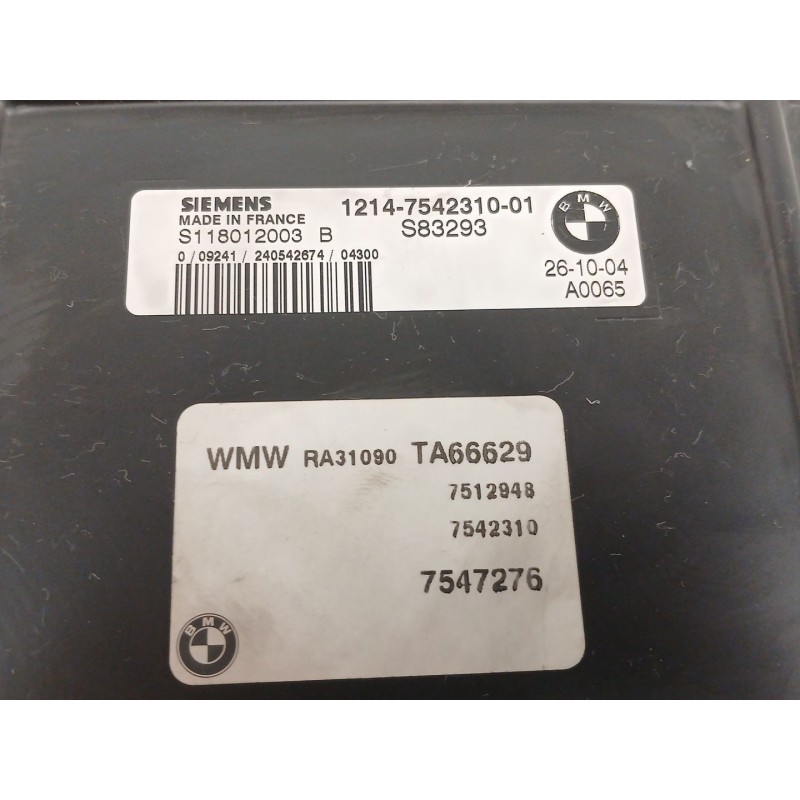 SIEMENS
MADE IN FRANCE
S118012003 B
0 / 09241 / 240542674 / 04300
1214-7542310-01
S83293
BMW
26-10-04
A0065
WMW RA31090 TA66629
7512948
7542310
7547276
BMW